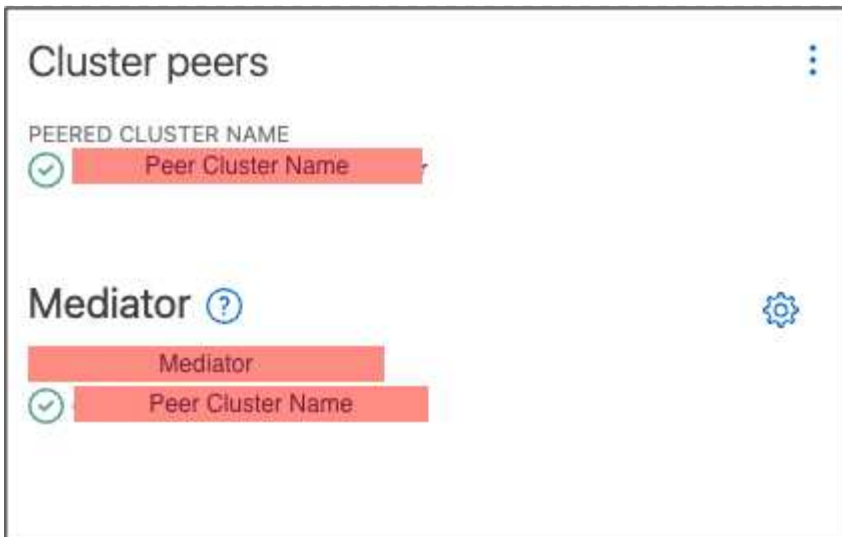 Cluster peers
PEERED CLUSTER NAME
Peer Cluster Name
Mediator
Mediator
Peer Cluster Name